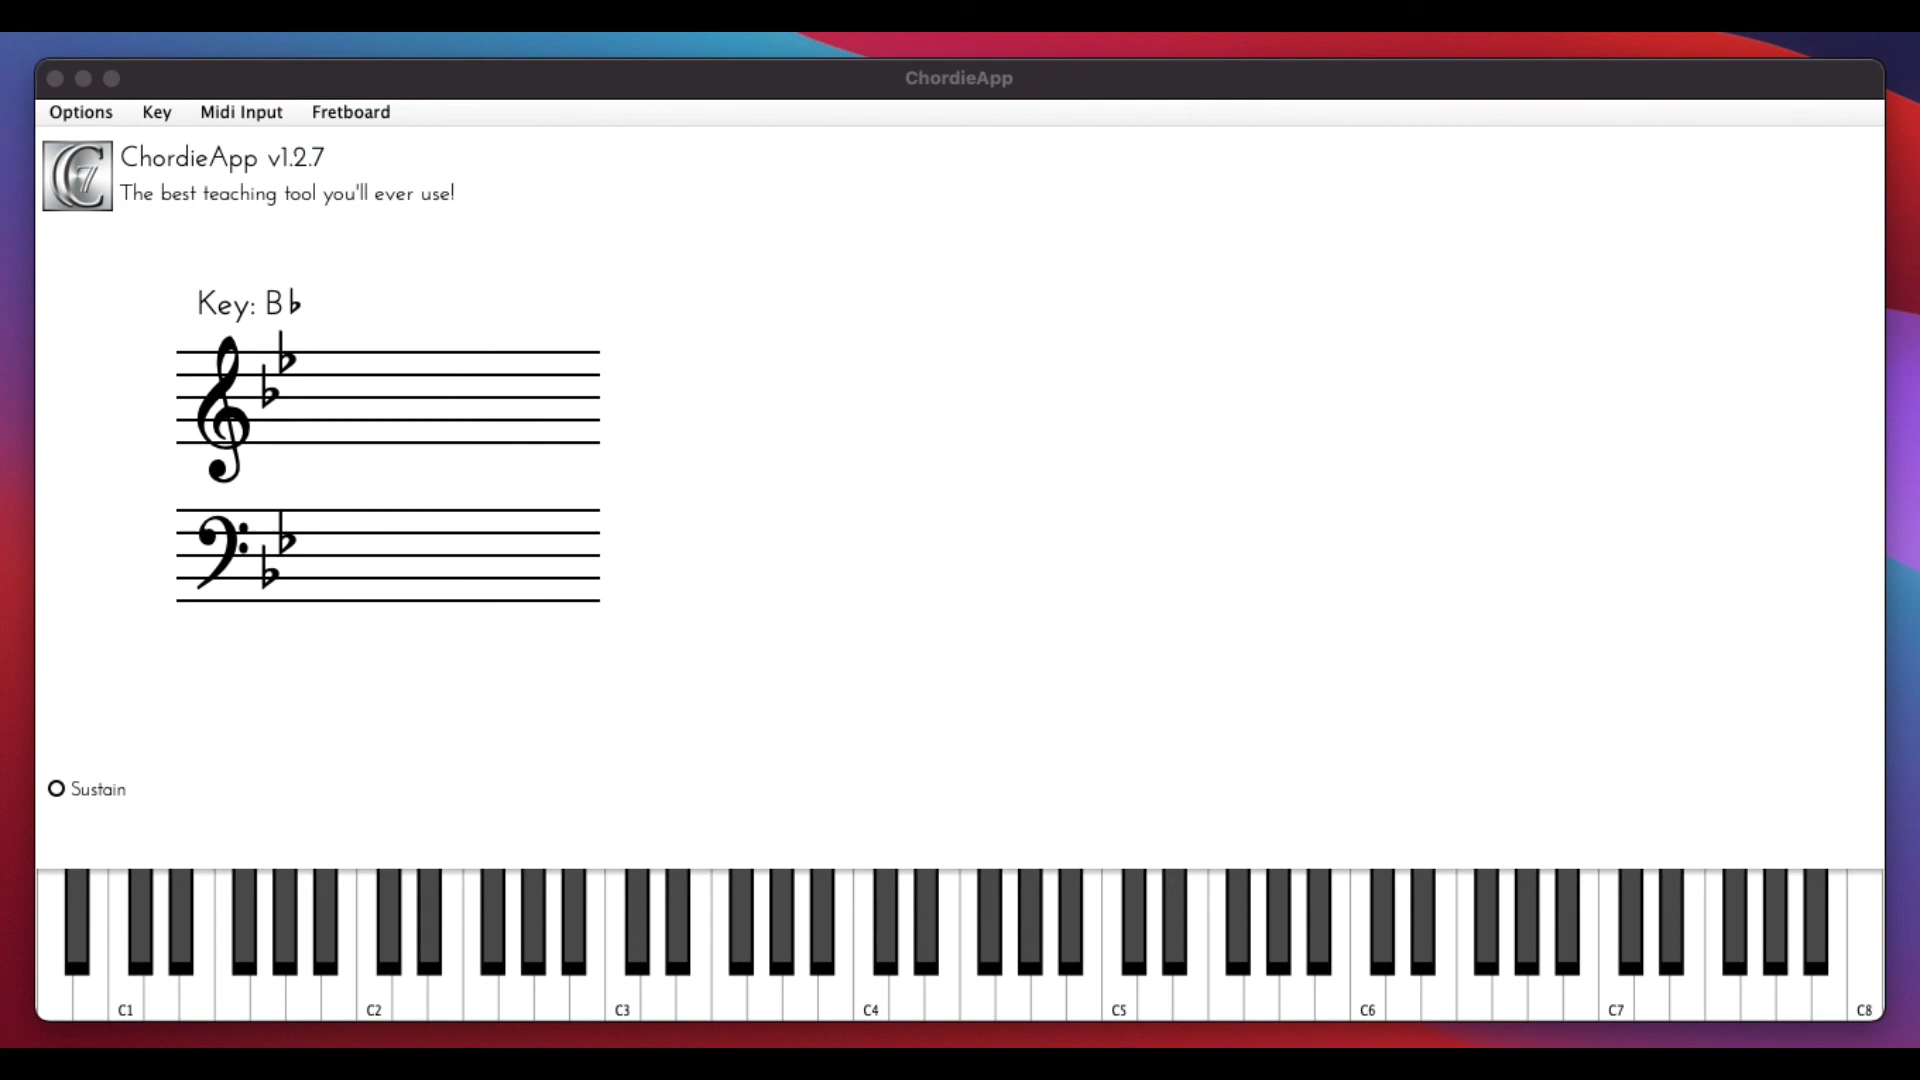 ChordieApp
Options Key Midi Input Fretboard
ChordieApp v1.2.7
The best teaching tool you'll ever use!
Key: B♭
Sustain
C1 C2 C3 C4 C5 C6 C7 C8